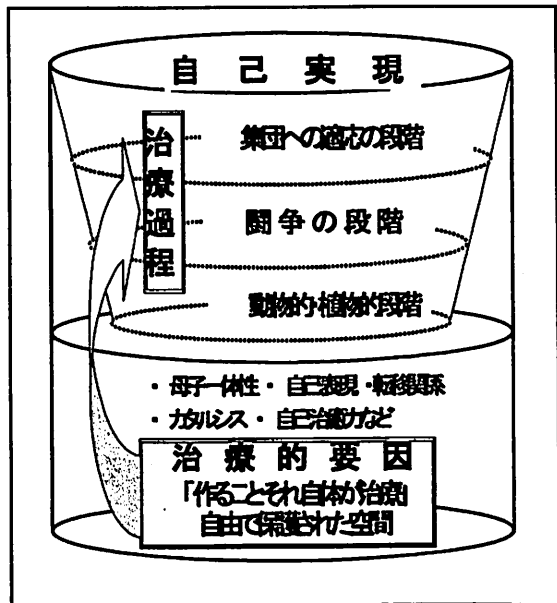 自己実現
治療過程
集団への適応の段階
闘争の段階
動物的・植物的段階
・母子一体性・自己表現・転移関係
・カタルシス・自己治癒力など
治療的要因
「作ることそれ自体が治療」
自由で保護された空間